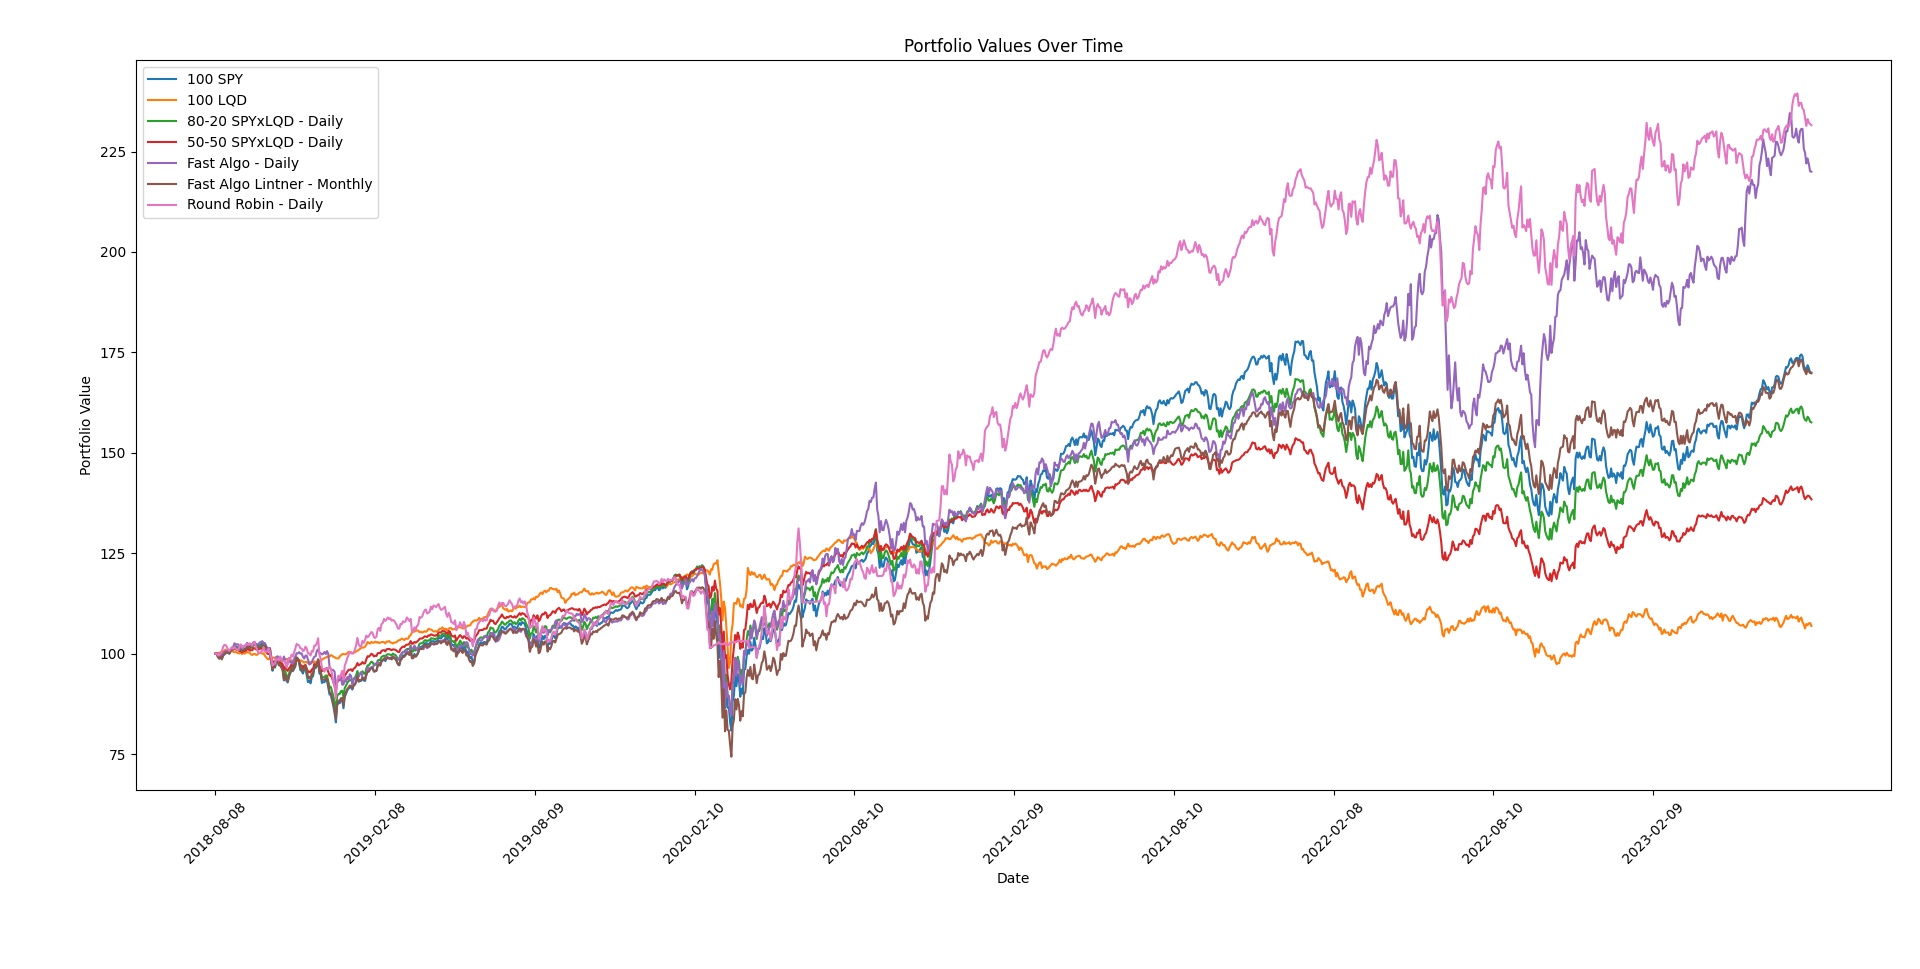 Portfolio Values Over Time
100 SPY
100 LQD
80-20 SPYxLQD - Daily
50-50 SPYxLQD - Daily
Fast Algo - Daily
Fast Algo Lintner - Monthly
Round Robin - Daily
Portfolio Value
225
200
175
150
125
100
75
2018-08-08
2019-02-08
2019-08-09
2020-02-10
2020-08-10
2021-02-09
2021-08-10
2022-02-08
2022-08-10
2023-02-09
Date